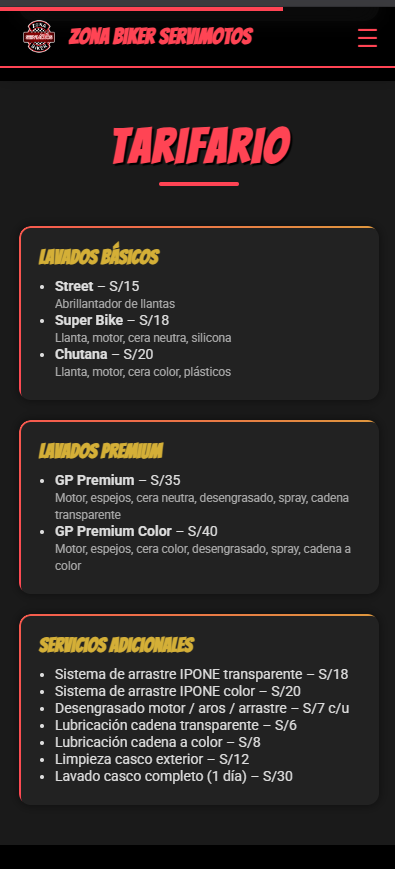 ZONA BIKER SERVIMOTOS
TARIFARIO
LAVADOS BÁSICOS
• Street – S/15
Abrillantador de llantas
• Super Bike – S/18
Llanta, motor, cera neutra, silicona
• Chutana – S/20
Llanta, motor, cera color, plásticos
LAVADOS PREMIUM
• GP Premium – S/35
Motor, espejos, cera neutra, desengrasado, spray, cadena
transparente
• GP Premium Color – S/40
Motor, espejos, cera color, desengrasado, spray, cadena a
color
SERVICIOS ADICIONALES
• Sistema de arrastre IPONE transparente – S/18
• Sistema de arrastre IPONE color – S/20
• Desengrasado motor / aros / arrastre – S/7 c/u
• Lubricación cadena transparente – S/6
• Lubricación cadena a color – S/8
• Limpieza casco exterior – S/12
• Lavado casco completo (1 día) – S/30